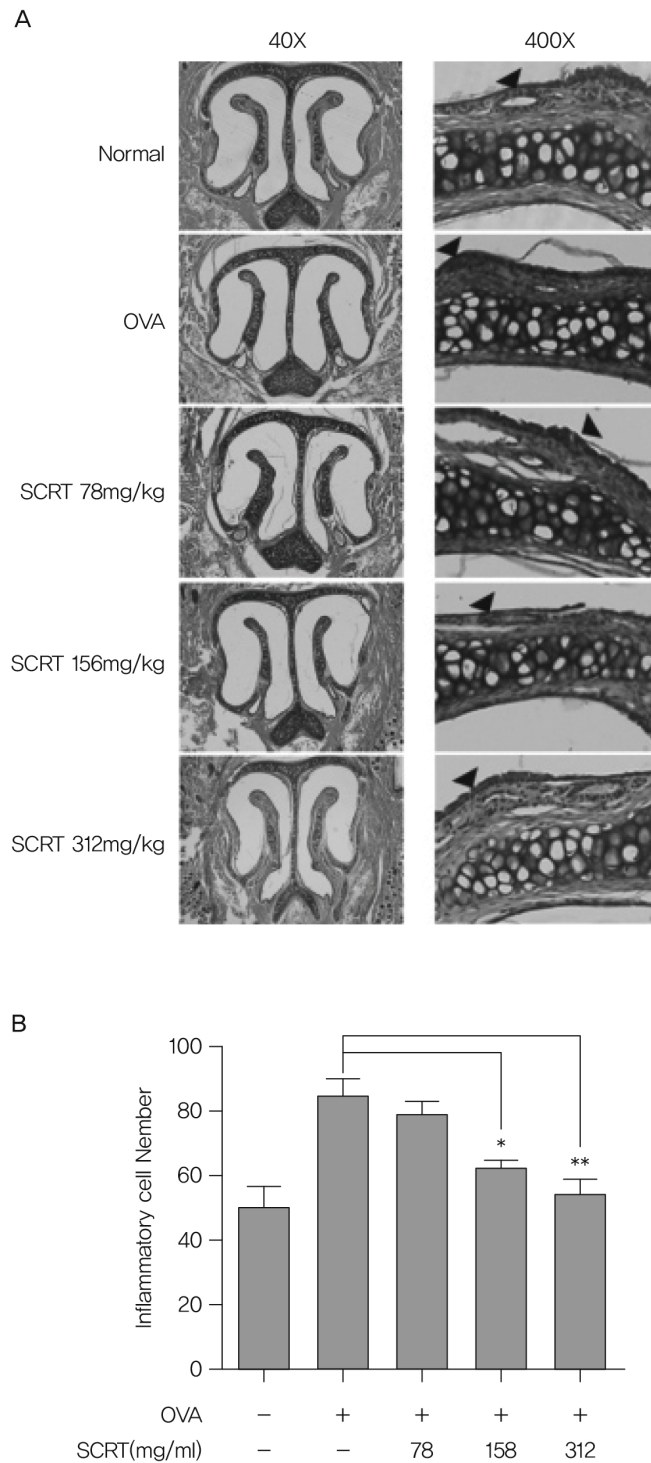 A
40X 400X
Normal
OVA
SCRT 78mg/kg
SCRT 156mg/kg
SCRT 312mg/kg
B
Inflammatory cell Nember
100
80
60
40
20
0
* **
OVA − + + + +
SCRT(mg/ml) − − 78 158 312